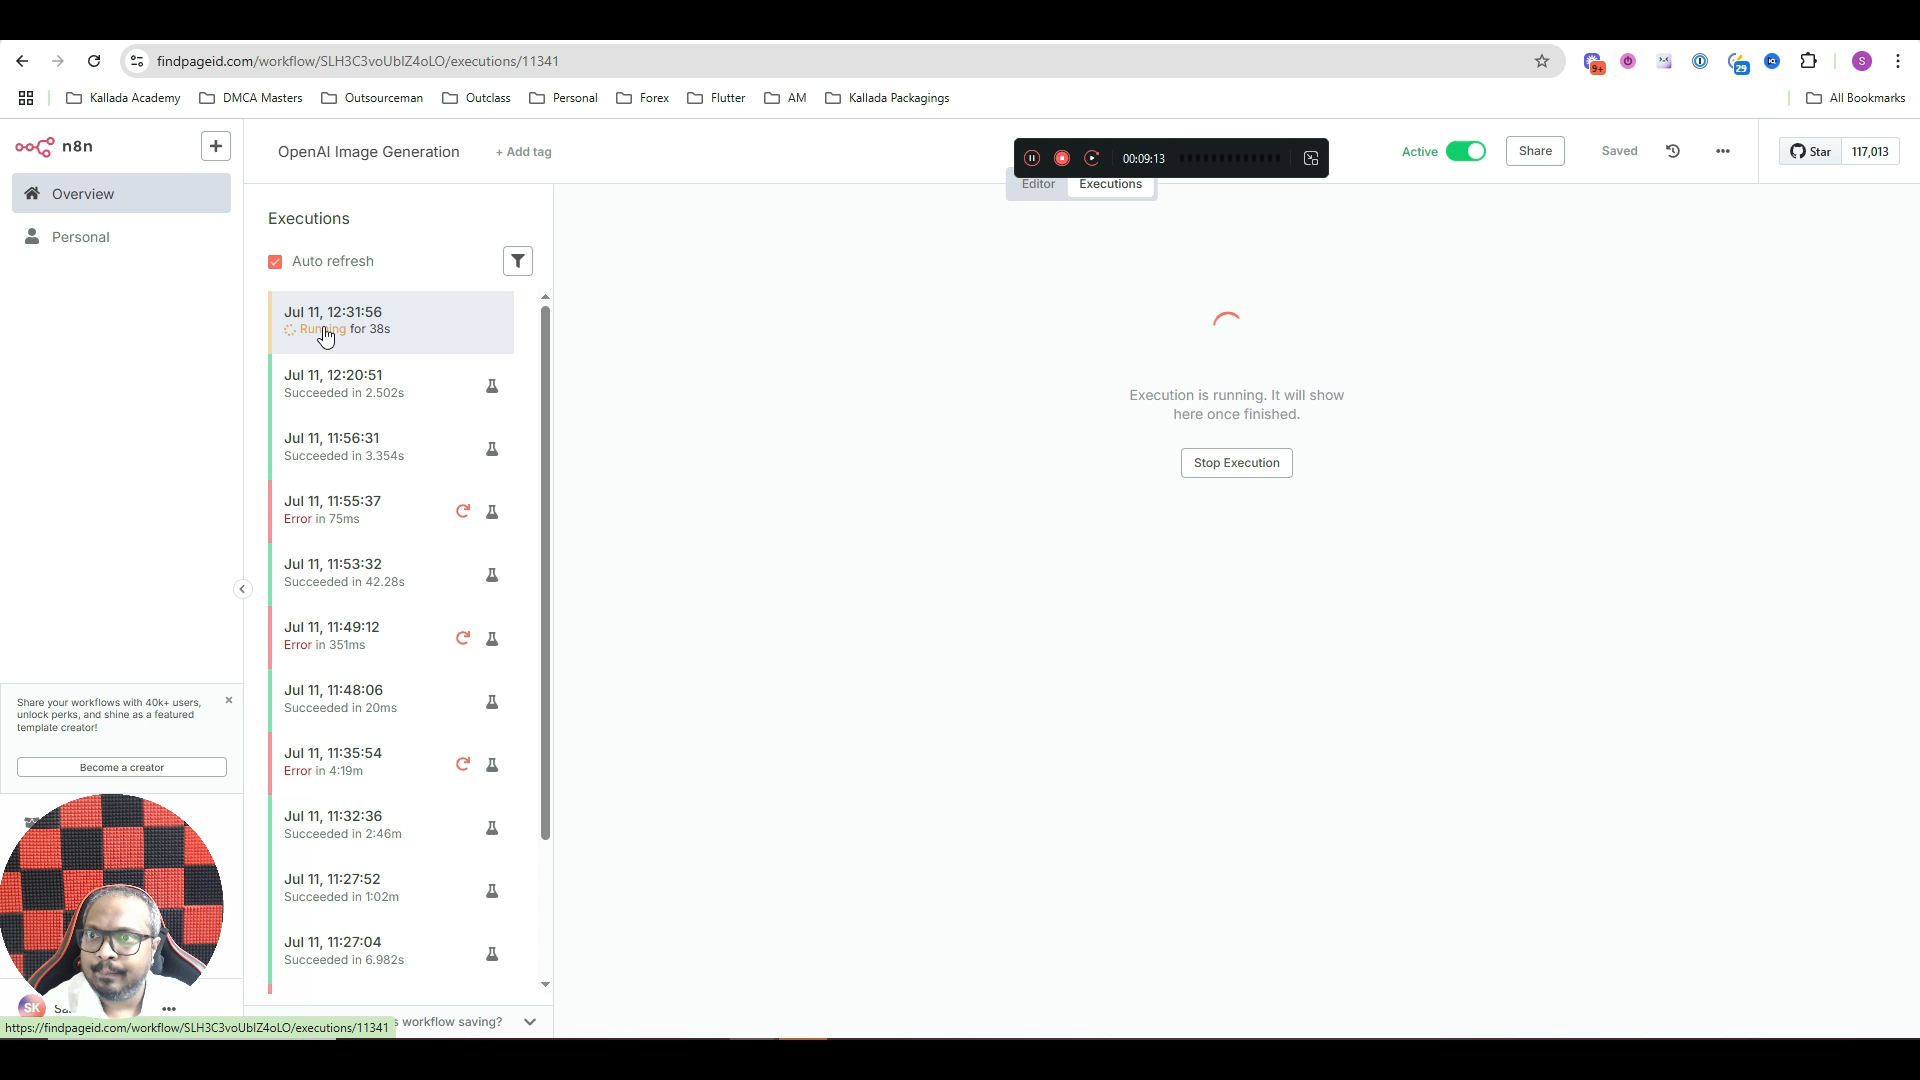 findpageid.com/workflow/SLH3C3voUbIZ4oLO/executions/11341
9+
29
S
Kallada Academy
DMCA Masters
Outsourceman
Outclass
Personal
Forex
Flutter
AM
Kallada Packagings
All Bookmarks
n8n
+
Overview
Personal
OpenAI Image Generation
+ Add tag
00:09:13
Editor
Executions
Active
Share
Saved
Star
117,013
Executions
Auto refresh
Jul 11, 12:31:56
Running for 38s
Jul 11, 12:20:51
Succeeded in 2.502s
Jul 11, 11:56:31
Succeeded in 3.354s
Jul 11, 11:55:37
Error in 75ms
Jul 11, 11:53:32
Succeeded in 42.28s
Jul 11, 11:49:12
Error in 351ms
Jul 11, 11:48:06
Succeeded in 20ms
Jul 11, 11:35:54
Error in 4:19m
Jul 11, 11:32:36
Succeeded in 2:46m
Jul 11, 11:27:52
Succeeded in 1:02m
Jul 11, 11:27:04
Succeeded in 6.982s
Execution is running. It will show
here once finished.
Stop Execution
Share your workflows with 40k+ users,
unlock perks, and shine as a featured
template creator!
Become a creator
SK
workflow saving?
https://findpageid.com/workflow/SLH3C3voUbIZ4oLO/executions/11341